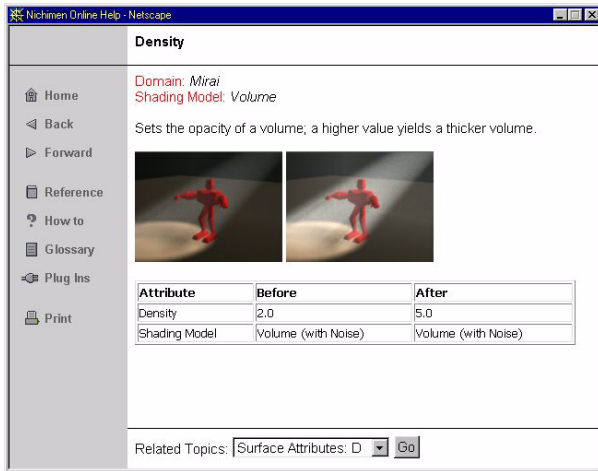 Nichimen Online Help - Netscape
Density
Home
Back
Forward
Reference
How to
Glossary
Plug Ins
Print
Domain: Mirai
Shading Model: Volume
Sets the opacity of a volume; a higher value yields a thicker volume.
Attribute Before After
Density 2.0 5.0
Shading Model Volume (with Noise) Volume (with Noise)
Related Topics: Surface Attributes: D Go